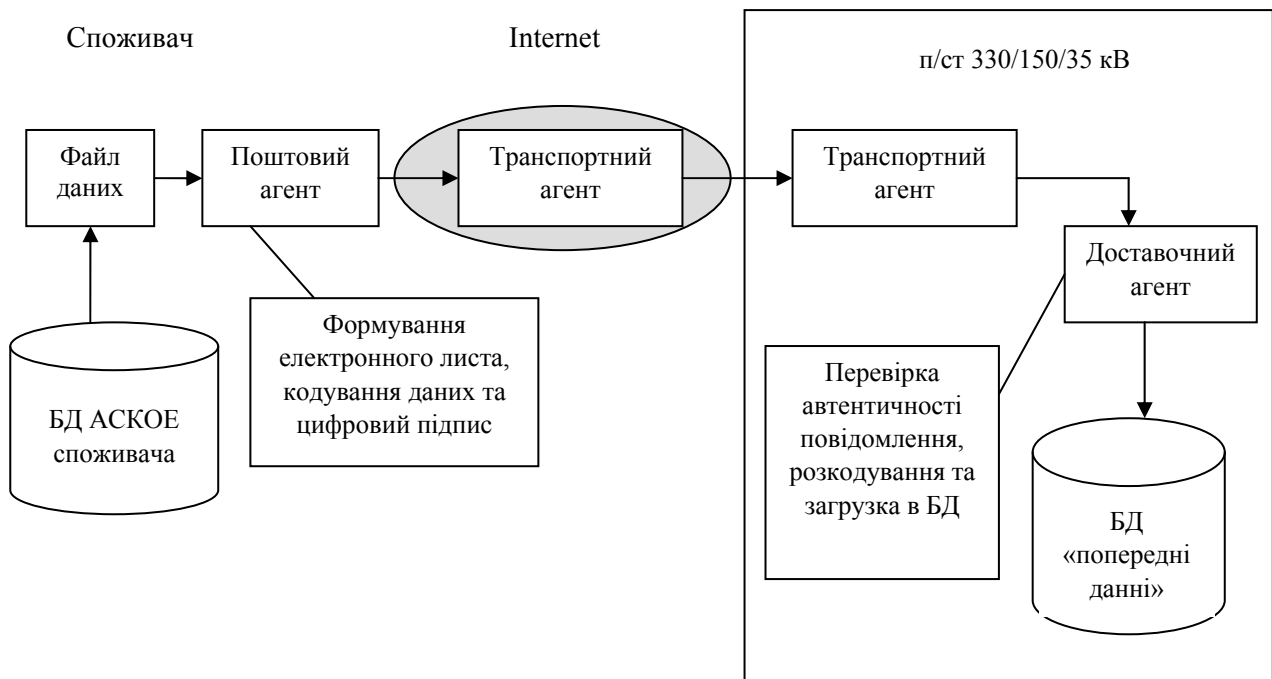 Споживач
Internet
п/ст 330/150/35 кВ
Файл
даних
Поштовий
агент
Транспортний
агент
Транспортний
агент
Доставочний
агент
Формування
електронного листа,
кодування даних та
цифровий підпис
БД АСКОЕ
споживача
Перевірка
автентичності
повідомлення,
розкодування та
загрузка в БД
БД
«попередні
данні»